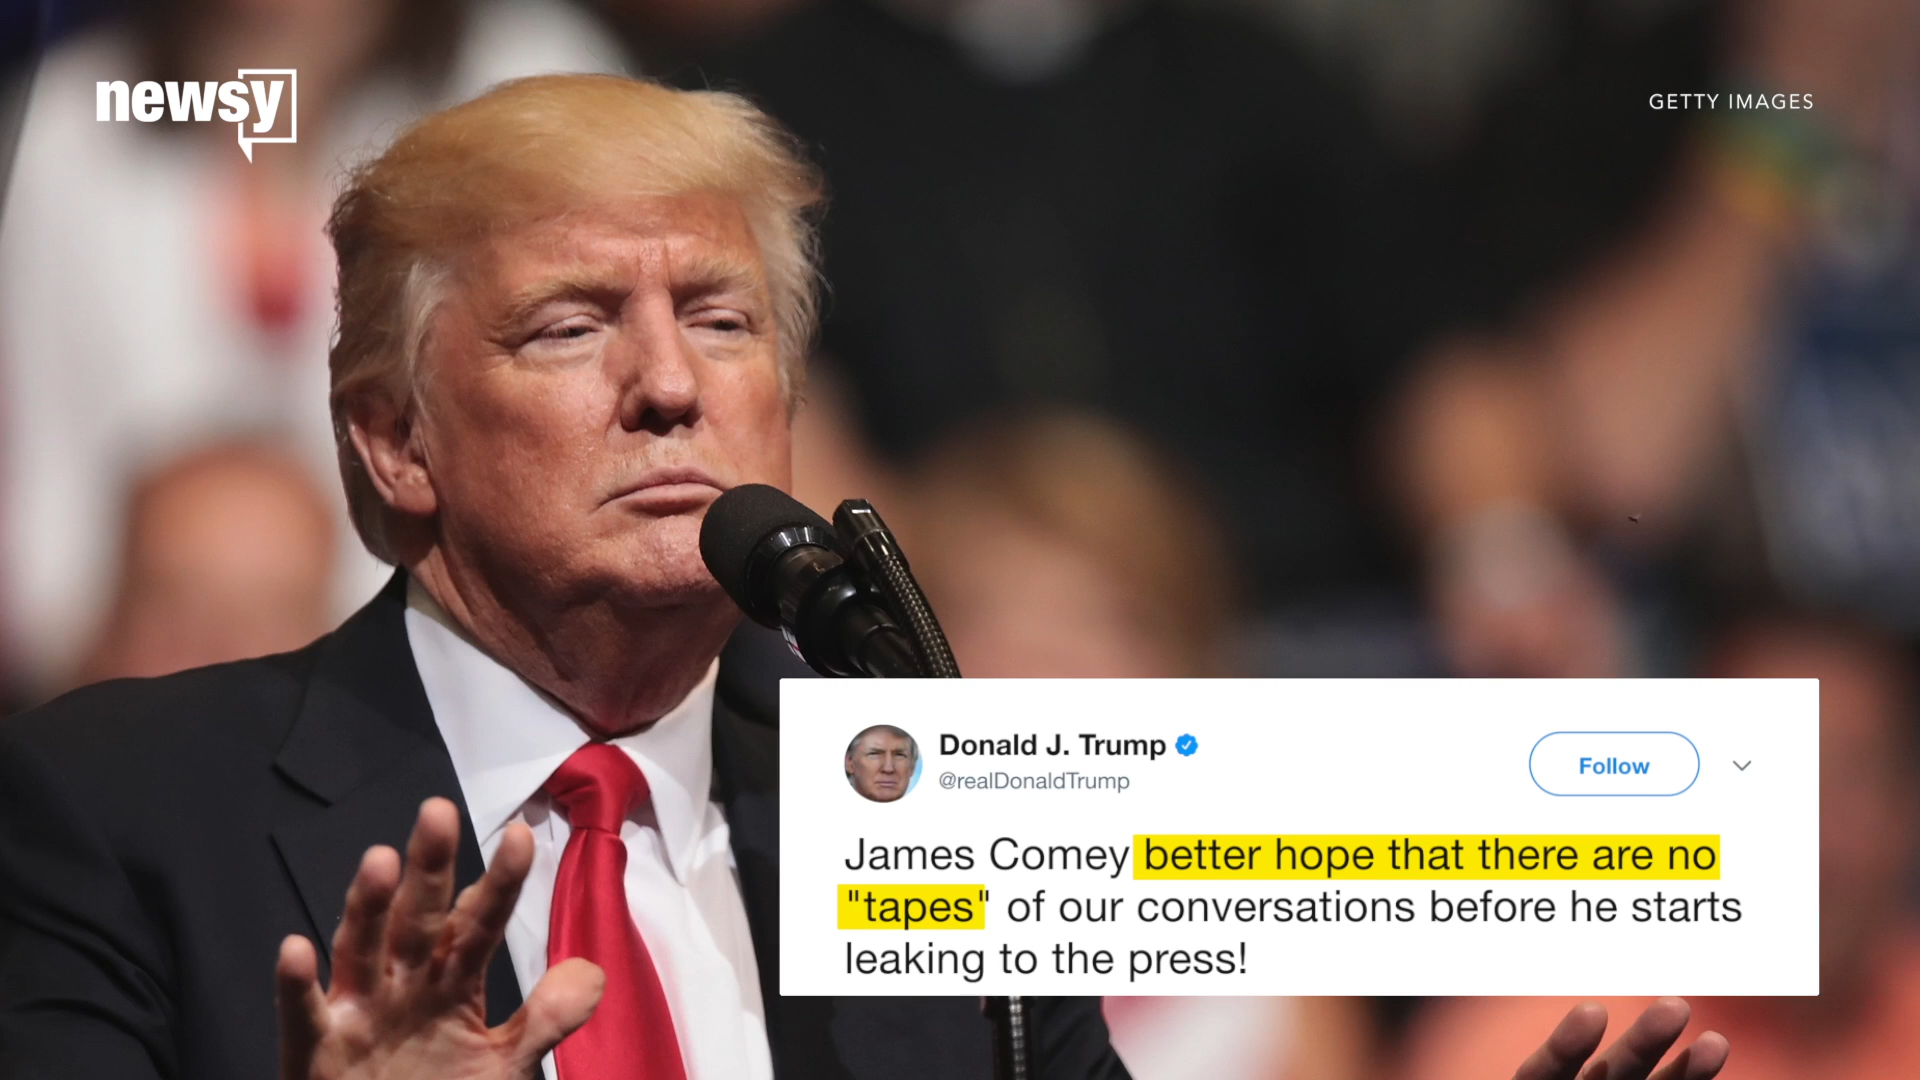 newsy
GETTY IMAGES
Donald J. Trump
@realDonaldTrump
Follow
James Comey better hope that there are no
"tapes" of our conversations before he starts
leaking to the press!